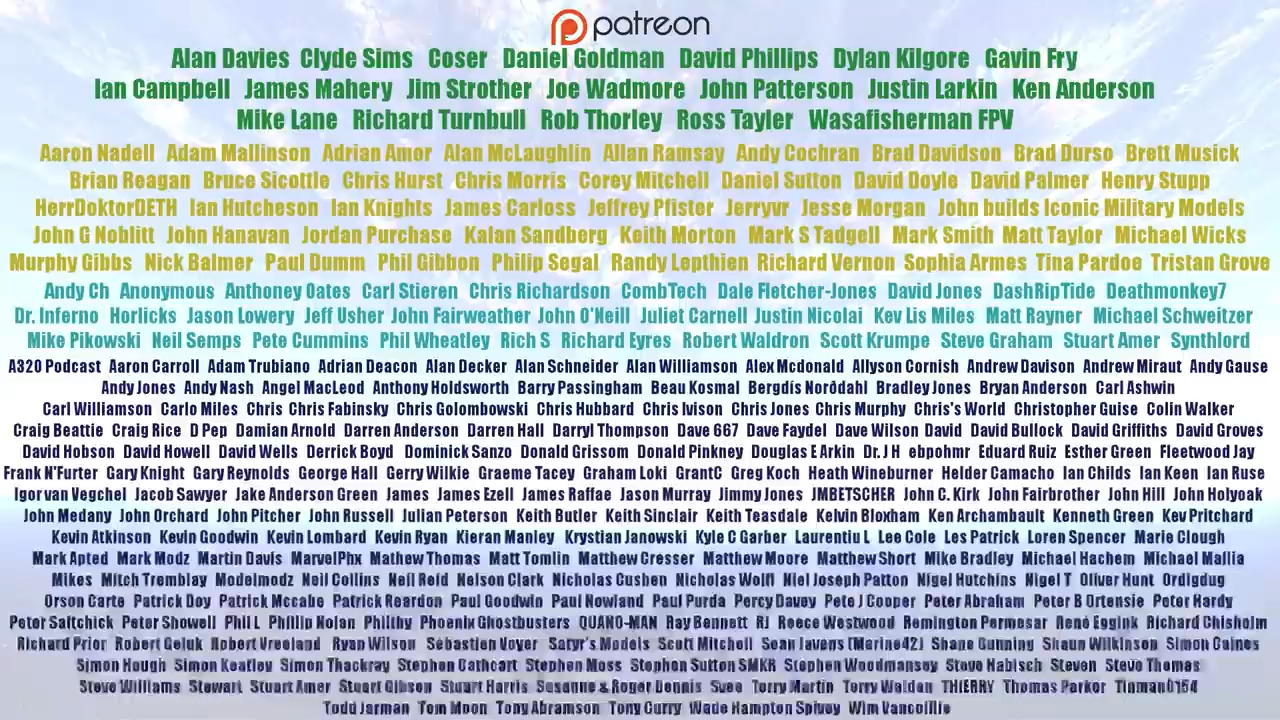 patreon
Alan Davies Clyde Sims Coser Daniel Goldman David Phillips Dylan Kilgore Gavin Fry
Ian Campbell James Mahery Jim Strother Joe Wadmore John Patterson Justin Larkin Ken Anderson
Mike Lane Richard Turnbull Rob Thorley Ross Tayler Wasafisherman FPV
Aaron Nadell Adam Mallinson Adrian Amor Alan McLaughlin Allan Ramsay Andy Cochran Brad Davidson Brad Durso Brett Musick
Brian Reagan Bruce Sicottle Chris Hurst Chris Morris Corey Mitchell Daniel Sutton David Doyle David Palmer Henry Stupp
HerrDoktorDETH Ian Hutcheson Ian Knights James Carloss Jeffrey Pfister Jerryvr Jesse Morgan John builds Iconic Military Models
John G Noblitt John Hanavan Jordan Purchase Kalan Sandberg Keith Morton Mark S Tadgell Mark Smith Matt Taylor Michael Wicks
Murphy Gibbs Nick Balmer Paul Dumm Phil Gibbon Philip Segal Randy Lepthien Richard Vernon Sophia Armes Tina Pardoe Tristan Grove
Andy Ch Anonymous Anthoney Oates Carl Stieren Chris Richardson CombTech Dale Fletcher-Jones David Jones DashRipTide Deathmonkey7
Dr. Inferno Horlicks Jason Lowery Jeff Usher John Fairweather John O'Neill Juliet Carnell Justin Nicolai Kev Lis Miles Matt Rayner Michael Schweitzer
Mike Pikowski Neil Semps Pete Cummins Phil Wheatley Rich S Richard Eyres Robert Waldron Scott Krumpe Steve Graham Stuart Amer Synthlord
A320 Podcast Aaron Carroll Adam Trubiano Adrian Deacon Alan Decker Alan Schneider Alan Williamson Alex Mcdonald Allyson Cornish Andrew Davison Andrew Miraut Andy Gause
Andy Jones Andy Nash Angel MacLeod Anthony Holdsworth Barry Passingham Beau Kosmal Bergdís Norðdahl Bradley Jones Bryan Anderson Carl Ashwin
Carl Williamson Carlo Miles Chris Chris Fabinsky Chris Golombowski Chris Hubbard Chris Ivison Chris Jones Chris Murphy Chris's World Christopher Guise Colin Walker
Craig Beattie Craig Rice D Pep Damian Arnold Darren Anderson Darren Hall Darryl Thompson Dave 667 Dave Faydel Dave Wilson David David Bullock David Griffiths David Groves
David Hobson David Howell David Wells Derrick Boyd Dominick Sanzo Donald Grissom Donald Pinkney Douglas E Arkin Dr. J H ebpohmr Eduard Ruiz Esther Green Fleetwood Jay
Frank N'Furter Gary Knight Gary Reynolds George Hall Gerry Wilkie Graeme Tacey Graham Loki GrantC Greg Koch Heath Wineburner Helder Camacho Ian Childs Ian Keen Ian Ruse
Igor van Vegchel Jacob Sawyer Jake Anderson Green James James Ezell James Raffae Jason Murray Jimmy Jones JMBETSCHER John C. Kirk John Fairbrother John Hill John Holyoak
John Medany John Orchard John Pitcher John Russell Julian Peterson Keith Butler Keith Sinclair Keith Teasdale Kelvin Bloxham Ken Archambault Kenneth Green Kev Pritchard
Kevin Atkinson Kevin Goodwin Kevin Lombard Kevin Ryan Kieran Manley Krystian Janowski Kyle C Garber Laurentiu L Lee Cole Les Patrick Loren Spencer Marie Clough
Mark Apted Mark Modz Martin Davis MarvelPhx Mathew Thomas Matt Tomlin Matthew Cresser Matthew Moore Matthew Short Mike Bradley Michael Hachem Michael Mallia
Mikes Mitch Tremblay Modelmodz Neil Collins Neil Reid Nelson Clark Nicholas Cushen Nicholas Wolff Niel Joseph Patton Nigel Hutchins Nigel T Oliver Hunt Ordigdug
Orson Carte Patrick Doy Patrick Mccabe Patrick Reardon Paul Goodwin Paul Nowland Paul Purda Percy Davey Pete J Cooper Peter Abraham Peter B Ortensie Peter Hardy
Peter Saftchick Peter Showell Phil L Phillip Nolan Philthy Phoenix Ghostbusters QUANO-MAN Ray Bennett RJ Reece Westwood Remington Permesar René Eggink Richard Chisholm
Richard Prior Robert Geluk Robert Vreeland Ryan Wilson Sébastien Voyer Satyr's Models Scott Mitchell Sean Javens (Marine42) Shane Gunning Shaun Wilkinson Simon Gaines
Simon Hough Simon Keatley Simon Thackray Stephen Cathcart Stephen Moss Stephen Sutton SMKR Stephen Woodmansey Steve Habisch Steven Steve Thomas
Steve Williams Stewart Stuart Amer Stuart Gibson Stuart Harris Susanne & Roger Dennis Svee Terry Martin Terry Weldon THIERRY Thomas Parker Tinman0154
Todd Jarman Tom Moon Tony Abramson Tony Curry Wade Hampton Spivey Wim